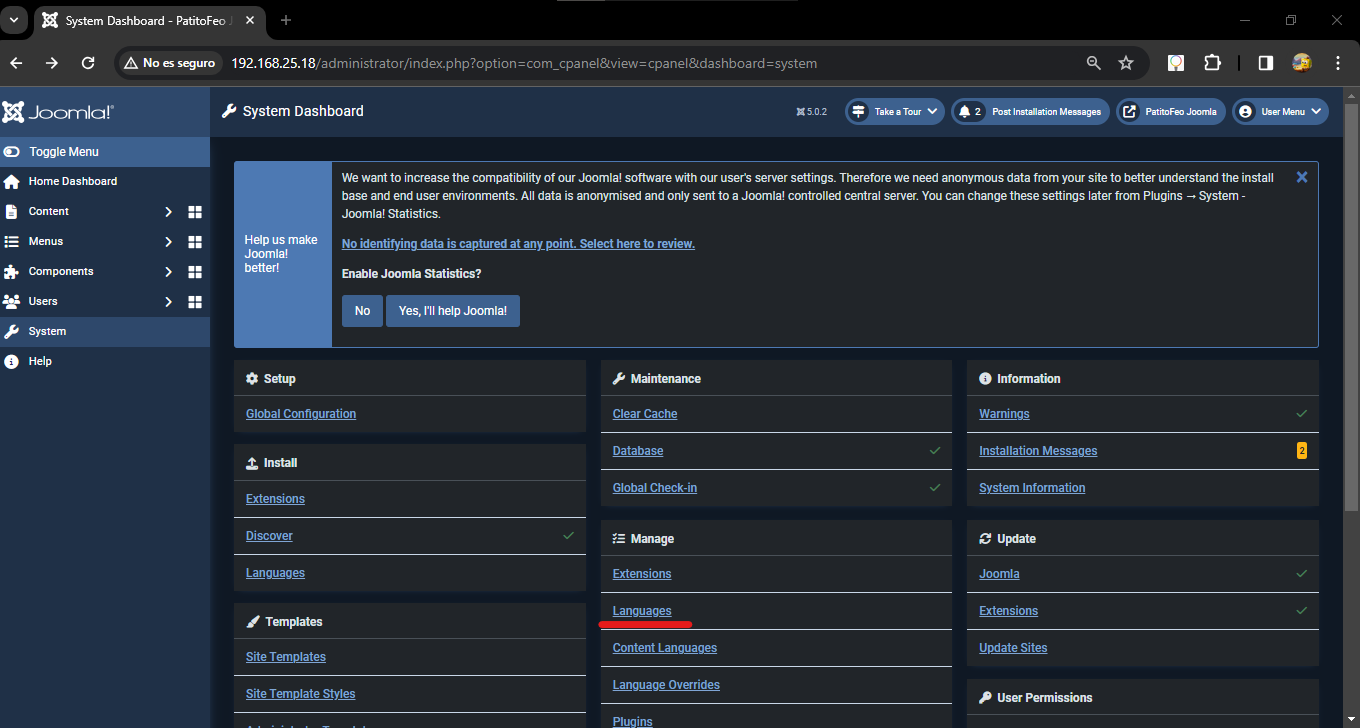 System Dashboard - PatitoFeo J
No es seguro
192.168.25.18/administrator/index.php?option=com_cpanel&view=cpanel&dashboard=system
Joomla!®
System Dashboard
5.0.2
Take a Tour
2 Post Installation Messages
PatitoFeo Joomla
User Menu
Toggle Menu
Home Dashboard
Content
Menus
Components
Users
System
Help
Help us make
Joomla!
better!
We want to increase the compatibility of our Joomla! software with our user's server settings. Therefore we need anonymous data from your site to better understand the install
base and end user environments. All data is anonymised and only sent to a Joomla! controlled central server. You can change these settings later from Plugins → System -
Joomla! Statistics.
No identifying data is captured at any point. Select here to review.
Enable Joomla Statistics?
No
Yes, I'll help Joomla!
Setup
Global Configuration
Install
Extensions
Discover
Languages
Templates
Site Templates
Site Template Styles
Maintenance
Clear Cache
Database
Global Check-in
Manage
Extensions
Languages
Content Languages
Language Overrides
Plugins
Information
Warnings
Installation Messages
2
System Information
Update
Joomla
Extensions
Update Sites
User Permissions